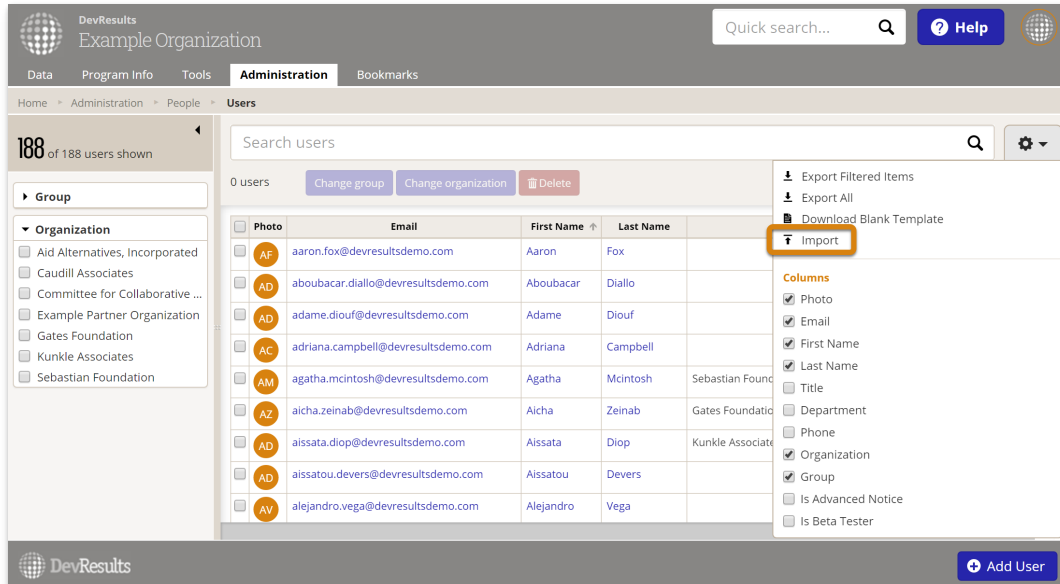 DevResults
Example Organization
Quick search...
Help
Data Program Info Tools Administration Bookmarks
Home Administration People Users
188 of 188 users shown
Group
Organization
Aid Alternatives, Incorporated
Caudill Associates
Committee for Collaborative ...
Example Partner Organization
Gates Foundation
Kunkle Associates
Sebastian Foundation
Search users
0 users Change group Change organization Delete
Photo Email First Name Last Name
AF aaron.fox@devresultsdemo.com Aaron Fox
AD aboubacar.diallo@devresultsdemo.com Aboubacar Diallo
AD adame.diouf@devresultsdemo.com Adame Diouf
AC adriana.campbell@devresultsdemo.com Adriana Campbell
AM agatha.mcintosh@devresultsdemo.com Agatha Mcintosh Sebastian Found
AZ aicha.zeinab@devresultsdemo.com Aicha Zeinab Gates Foundatio
AD aissata.diop@devresultsdemo.com Aissata Diop Kunkle Associate
AD aissatou.devers@devresultsdemo.com Aissatou Devers
AV alejandro.vega@devresultsdemo.com Alejandro Vega
Export Filtered Items
Export All
Download Blank Template
Import
Columns
Photo
Email
First Name
Last Name
Title
Department
Phone
Organization
Group
Is Advanced Notice
Is Beta Tester
DevResults
Add User